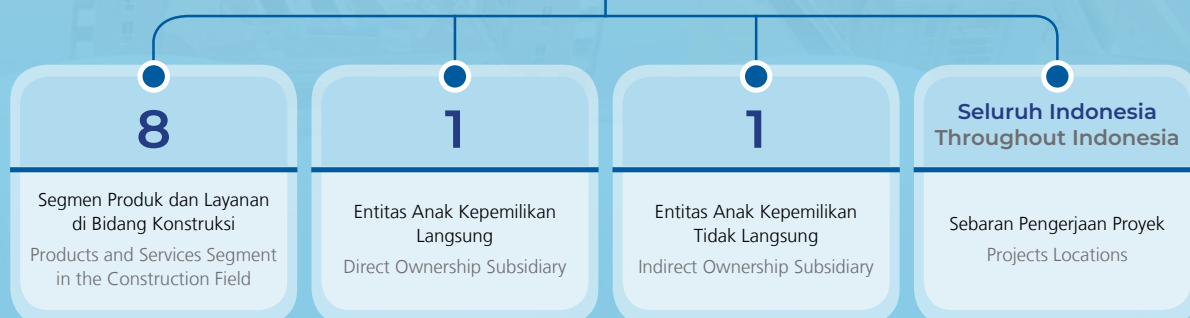 8
Segmen Produk dan Layanan
di Bidang Konstruksi
Products and Services Segment
in the Construction Field
1
Entitas Anak Kepemilikan
Langsung
Direct Ownership Subsidiary
1
Entitas Anak Kepemilikan
Tidak Langsung
Indirect Ownership Subsidiary
Seluruh Indonesia
Throughout Indonesia
Sebaran Pengerjaan Proyek
Projects Locations